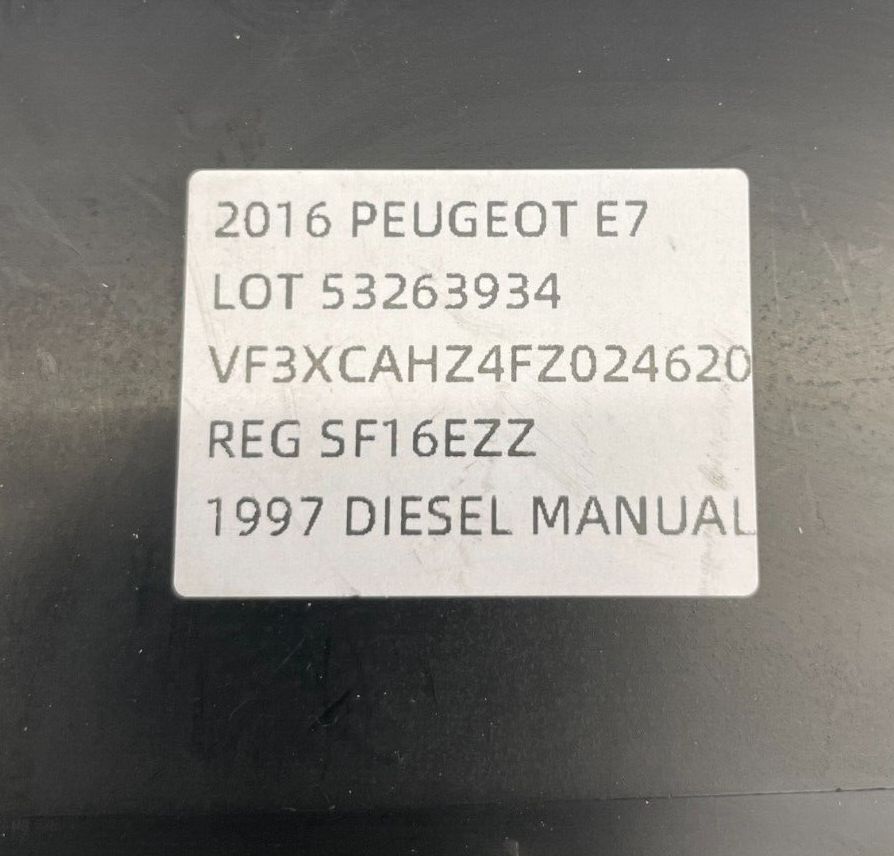 2016 PEUGEOT E7
LOT 53263934
VF3XCAHZ4FZ024620
REG SF16EZZ
1997 DIESEL MANUAL